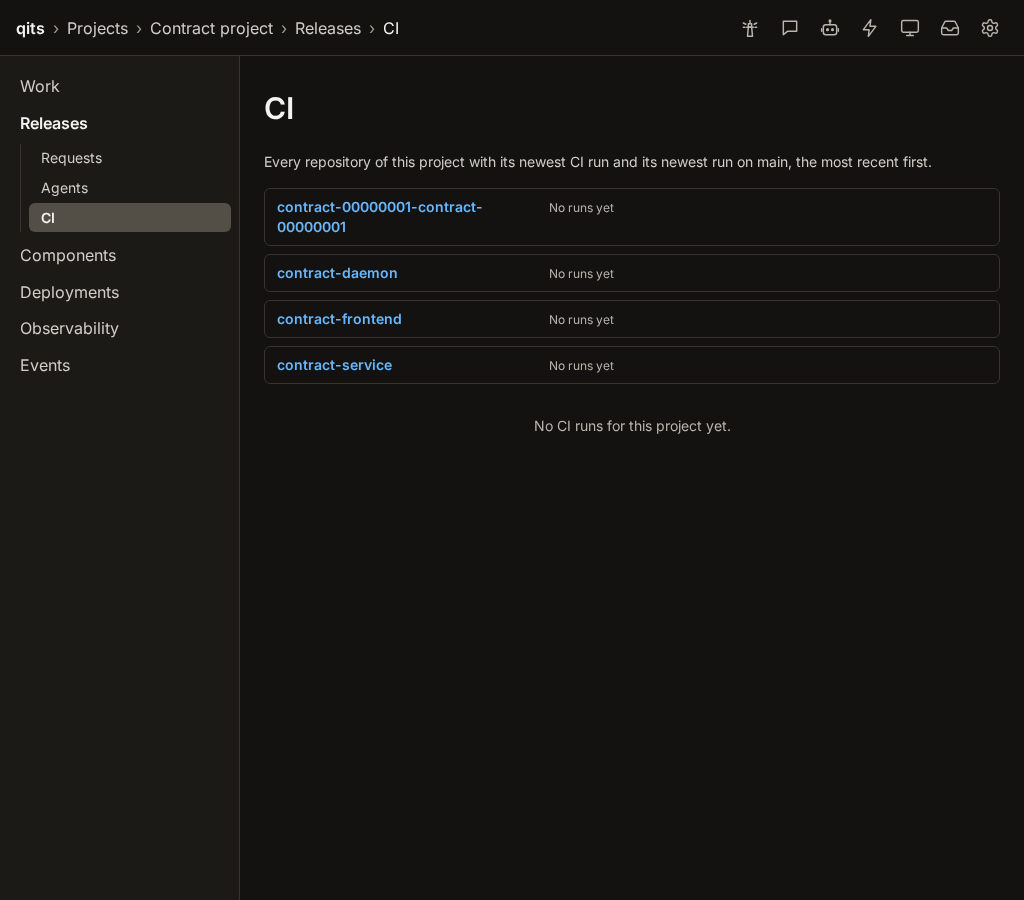 qits › Projects › Contract project › Releases › CI
Work
Releases
Requests
Agents
CI
Components
Deployments
Observability
Events
CI
Every repository of this project with its newest CI run and its newest run on main, the most recent first.
contract-00000001-contract-
00000001
No runs yet
contract-daemon No runs yet
contract-frontend No runs yet
contract-service No runs yet
No CI runs for this project yet.